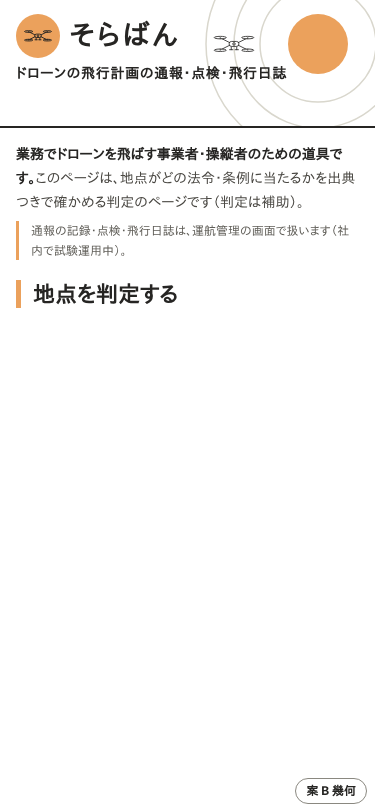 そらばん
ドローンの飛行計画の通報・点検・飛行日誌
業務でドローンを飛ばす事業者・操縦者のための道具で
す。このページは、地点がどの法令・条例に当たるかを出典
つきで確かめる判定のページです（判定は補助）。
通報の記録・点検・飛行日誌は、運航管理の画面で扱います（社
内で試験運用中）。
地点を判定する
案 B 幾何